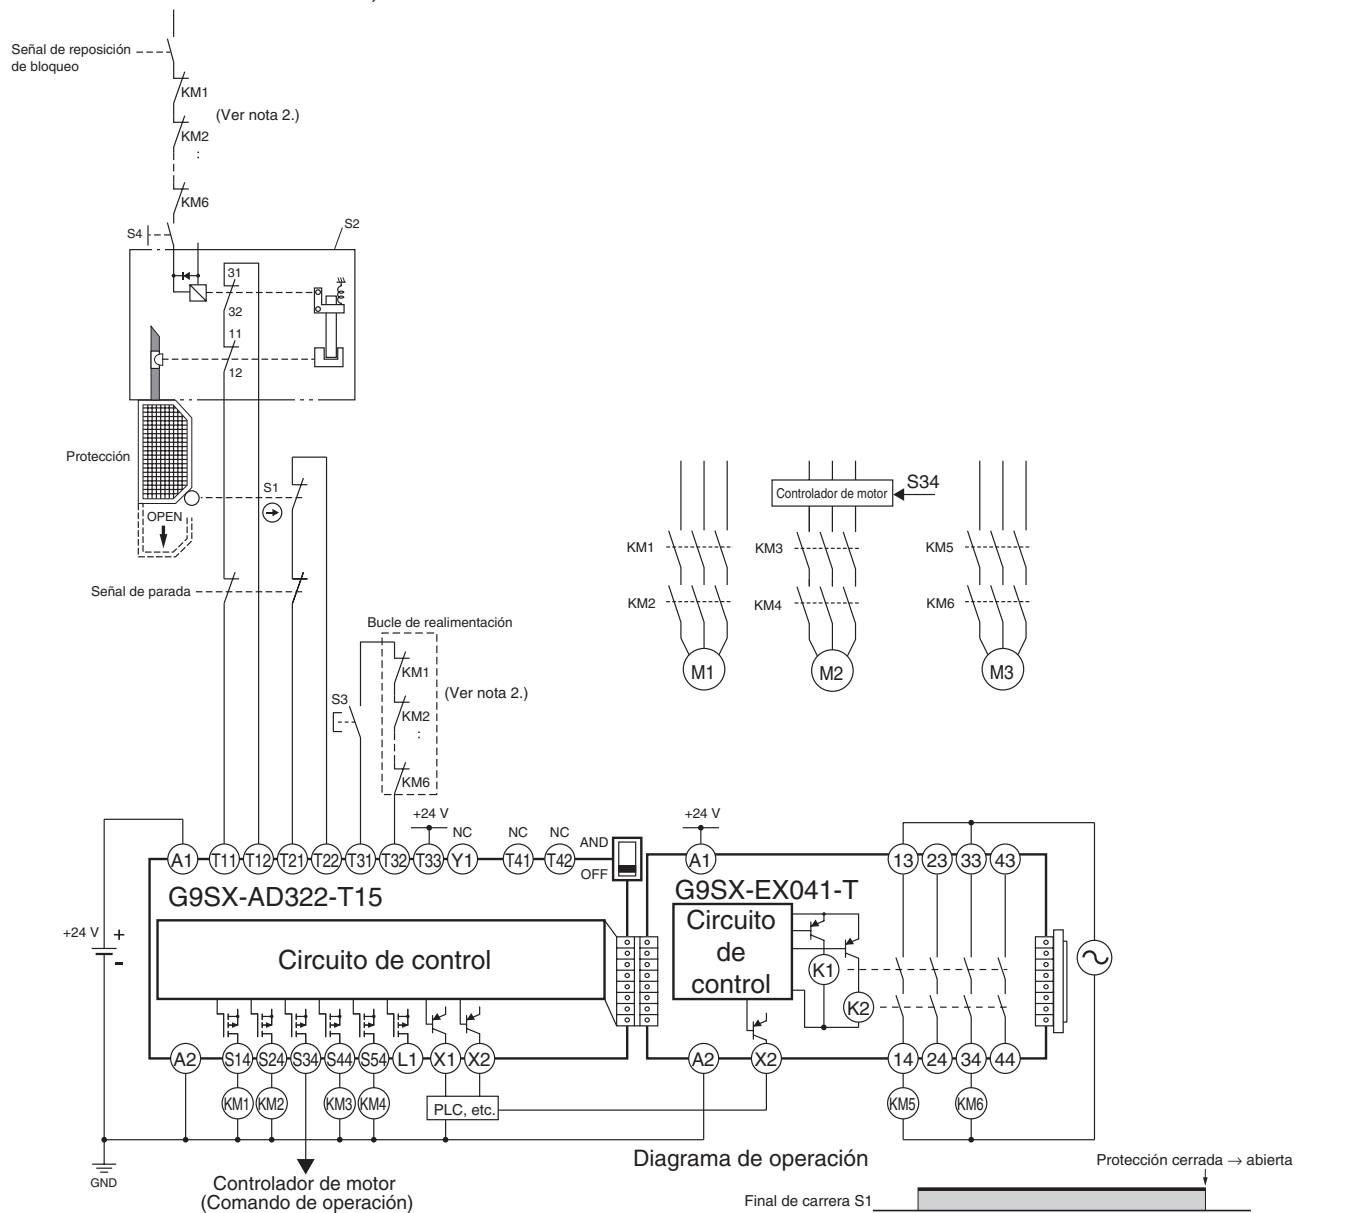 Señal de reposición
de bloqueo
KM1
(Ver nota 2.)
KM2
:
KM6
S4
S2
31
32
11
12
Protección
S1
OPEN
Señal de parada
Bucle de realimentación
KM1
S3
(Ver nota 2.)
KM2
:
KM6
S34
Controlador de motor
KM1
KM3
KM5
KM2
KM4
KM6
M1
M2
M3
+24 V
+24 V
NC
NC
NC
AND
OFF
A1
T11
T12
T21
T22
T31
T32
T33
Y1
T41
T42
A1
13
23
33
43
G9SX-AD322-T15
G9SX-EX041-T
+24 V
+
-
Circuito de control
Circuito
de
control
K1
K2
A2
S14
S24
S34
S44
S54
L1
X1
X2
A2
X2
14
24
34
44
KM1
KM2
KM3
KM4
PLC, etc.
KM5
KM6
GND
Controlador de motor
(Comando de operación)
Diagrama de operación
Protección cerrada → abierta
Final de carrera S1